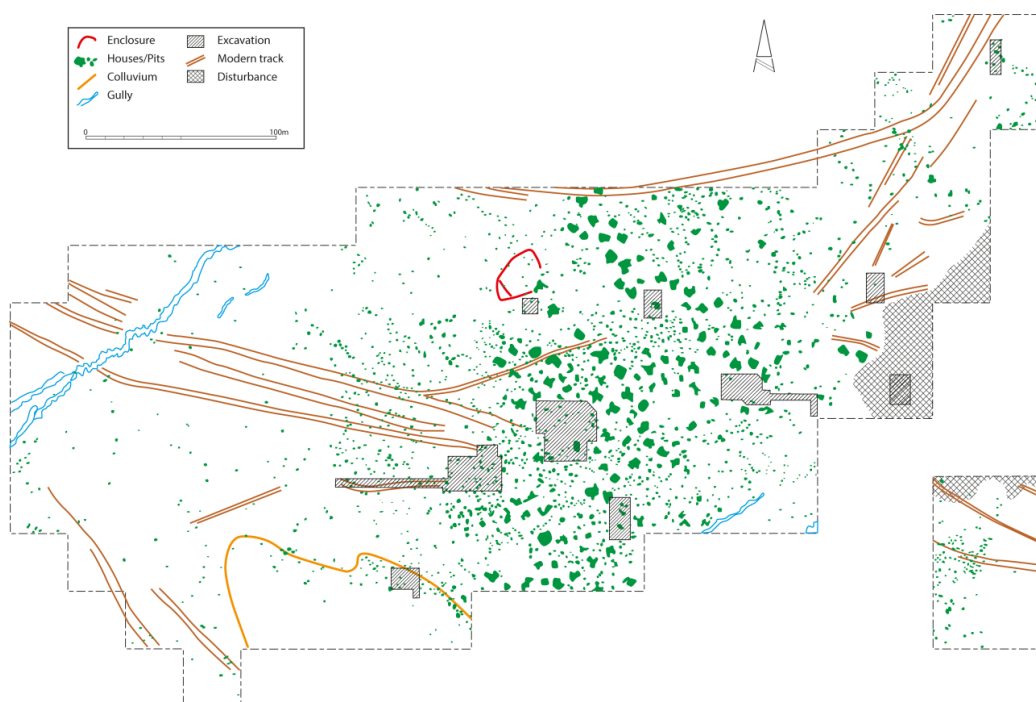 Enclosure
Houses/Pits
Colluvium
Gully
Excavation
Modern track
Disturbance
0 100m